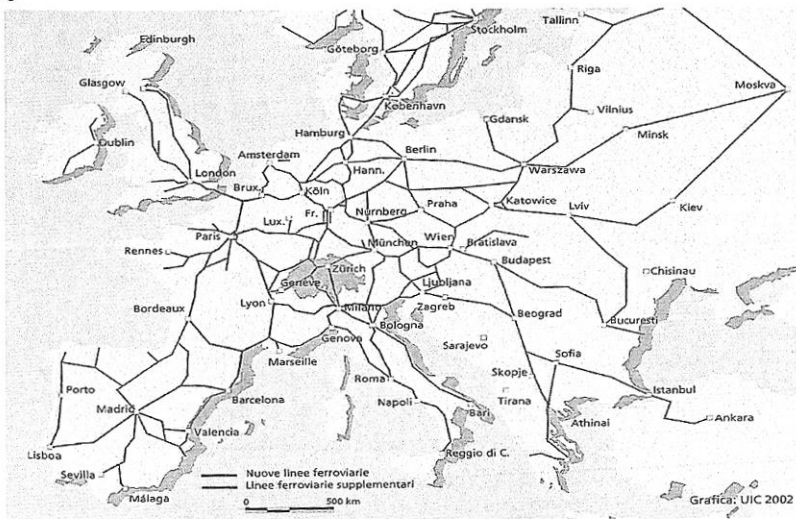 Edinburgh
Glasgow
Dublin
London
Stockholm
Göteborg
København
Tallinn
Riga
Vilnius
Moskva
Minsk
Gdansk
Hamburg
Berlin
Warszawa
Amsterdam
Hann.
Brux.
Köln
Lux.
Fr.
Nürnberg
Praha
Katowice
Lviv
Kiev
Paris
Rennes
München
Wien
Bratislava
Budapest
Chisinau
Zürich
Genève
Ljubljana
Lyon
Milano
Zagreb
Bordeaux
Bologna
Beograd
Bucuresti
Genova
Marseille
Sarajevo
Sofia
Skopje
Roma
Istanbul
Porto
Madrid
Barcelona
Napoli
Bari
Tirana
Athinai
Ankara
Valencia
Lisboa
Reggio di C.
Sevilla
Málaga
Nuove linee ferroviarie
Linee ferroviarie supplementari
0 500 km
Grafica: UIC 2002